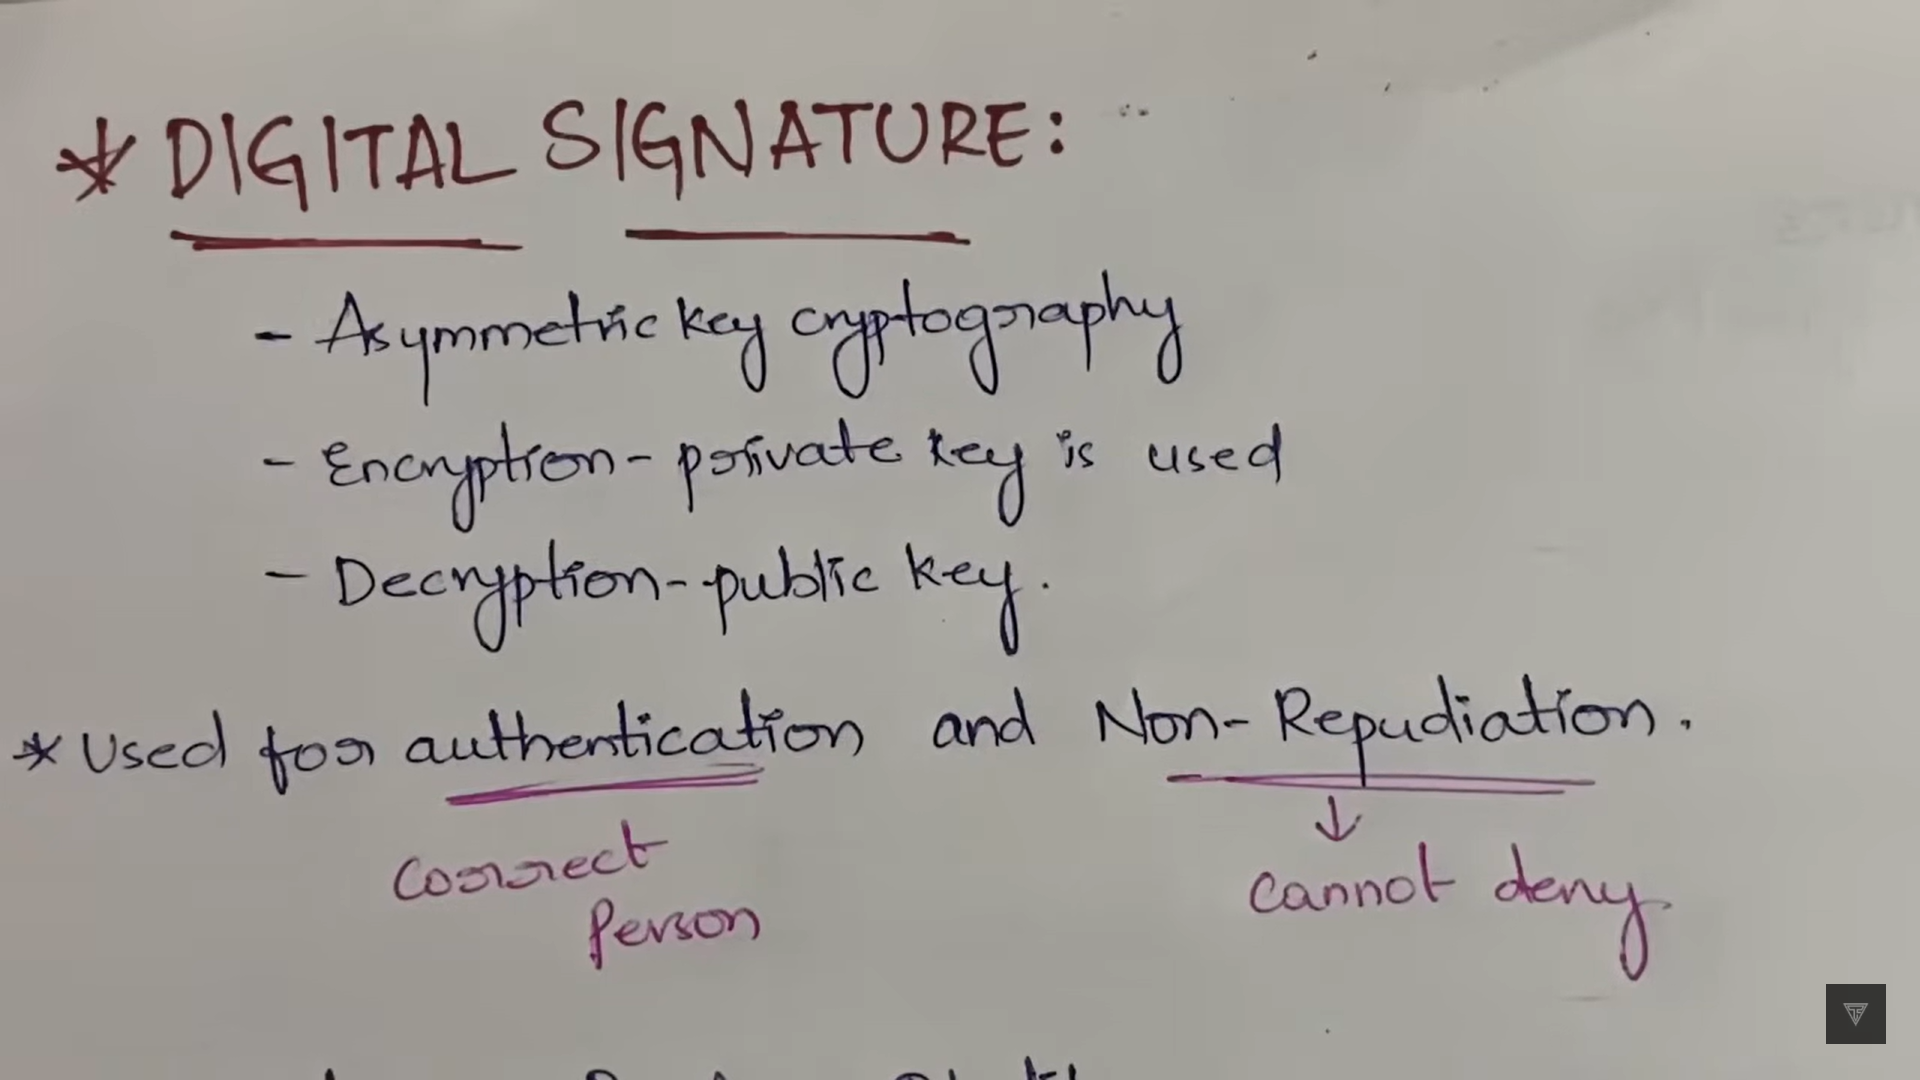 * DIGITAL SIGNATURE:
- Asymmetric key cryptography
- Encryption - private key is used
- Decryption - public key.
* Used for authentication and Non-Repudiation.
↓
Correct cannot deny
Person